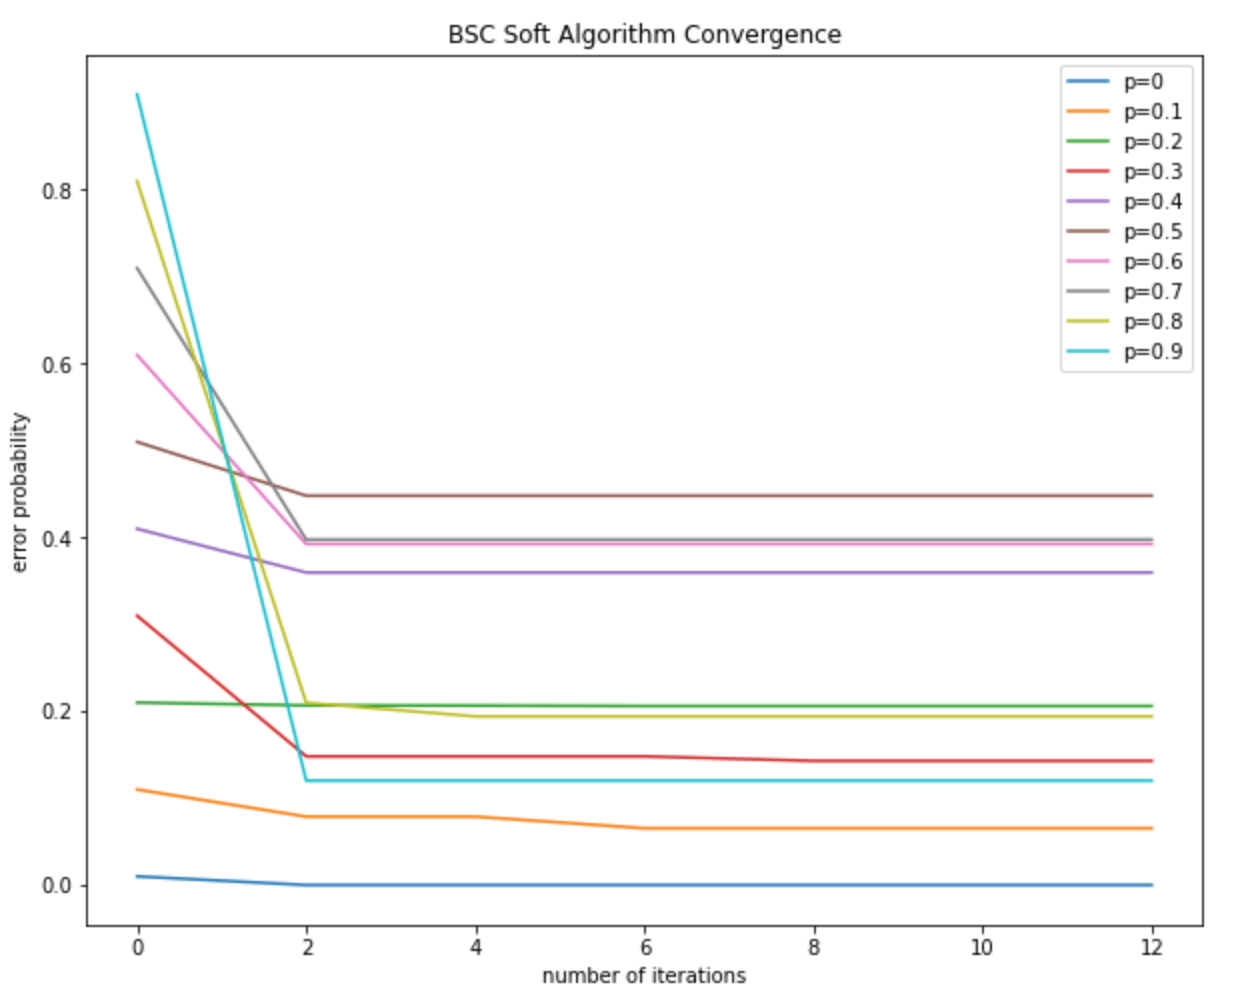 BSC Soft Algorithm Convergence
p=0
p=0.1
p=0.2
p=0.3
p=0.4
p=0.5
p=0.6
p=0.7
p=0.8
p=0.9
error probability
0.8
0.6
0.4
0.2
0.0
0 2 4 6 8 10 12
number of iterations